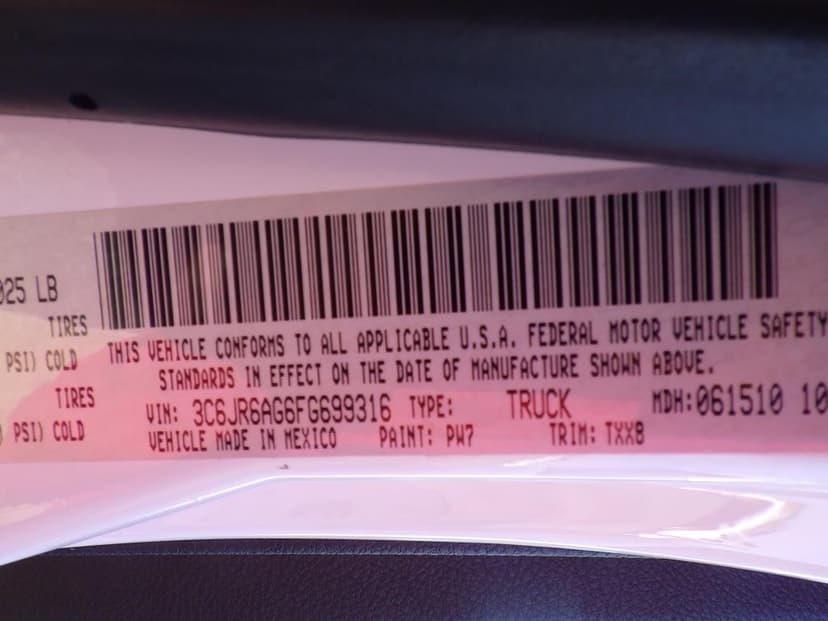 025 LB
TIRES
PSI) COLD
TIRES
) PSI) COLD
THIS VEHICLE CONFORMS TO ALL APPLICABLE U.S.A. FEDERAL MOTOR VEHICLE SAFETY
STANDARDS IN EFFECT ON THE DATE OF MANUFACTURE SHOWN ABOVE.
VIN: 3C6JR6AG6FG699316 TYPE: TRUCK MDH:061510 10
VEHICLE MADE IN MEXICO PAINT: PW7 TRIM: TXX8